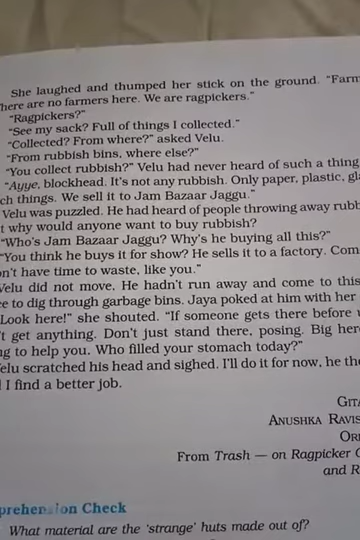 She laughed and thumped her stick on the ground. "Farm
here are no farmers here. We are ragpickers."
"Ragpickers?"
"See my sack? Full of things I collected."
"Collected? From where?" asked Velu.
"From rubbish bins, where else?"
"You collect rubbish?" Velu had never heard of such a thing
"Ayye, blockhead. It's not any rubbish. Only paper, plastic, gla
ch things. We sell it to Jam Bazaar Jaggu."
Velu was puzzled. He had heard of people throwing away rubb
t why would anyone want to buy rubbish?
"Who's Jam Bazaar Jaggu? Why's he buying all this?"
"You think he buys it for show? He sells it to a factory. Com
n't have time to waste, like you."
Velu did not move. He hadn't run away and come to this
ce to dig through garbage bins. Jaya poked at him with her
Look here!" she shouted. "If someone gets there before u
't get anything. Don't just stand there, posing. Big here
ng to help you. Who filled your stomach today?"
elu scratched his head and sighed. I'll do it for now, he tho
l I find a better job.
GITA
ANUSHKA RAVIS
ORI
From Trash — on Ragpicker C
and R
prehension Check
What material are the 'strange' huts made out of?